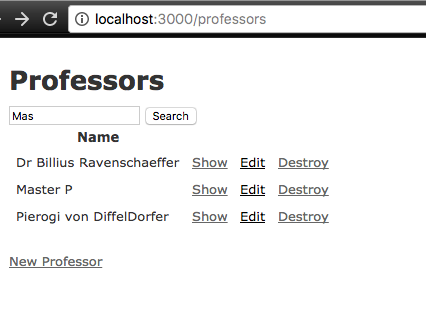 localhost:3000/professors
Professors
Mas Search
Name
Dr Billius Ravenschaeffer Show Edit Destroy
Master P Show Edit Destroy
Pierogi von DiffelDorfer Show Edit Destroy
New Professor